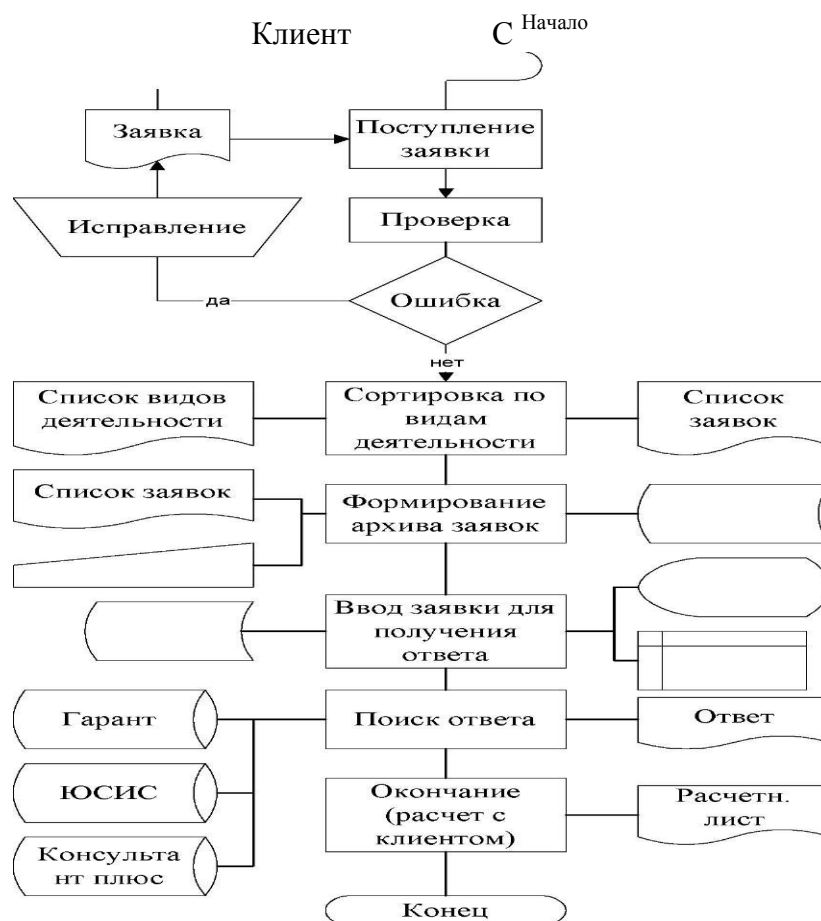 Клиент
С Начало
Заявка
Поступление
заявки
Исправление
Проверка
да
Ошибка
нет
Список видов
деятельности
Сортировка по
видам
деятельности
Список
заявок
Список заявок
Формирование
архива заявок
Ввод заявки для
получения
ответа
Гарант
Поиск ответа
Ответ
ЮСИС
Окончание
(расчет с
клиентом)
Расчетн.
лист
Консульта
нт плюс
Конец